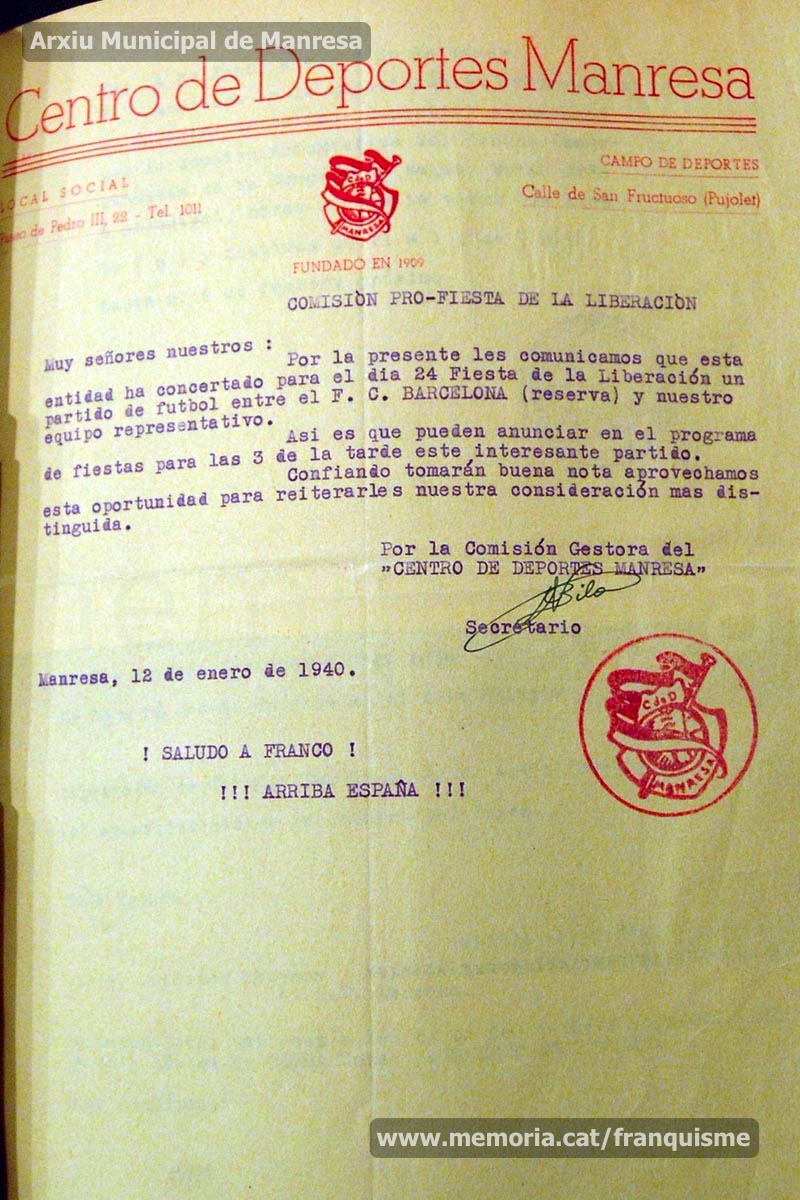 Arxiu Municipal de Manresa
Centro de Deportes Manresa
LOCAL SOCIAL
Paseo de Pedro III, 22 - Tel. 1011
CAMPO DE DEPORTES
Calle de San Fructuoso (Pujolet)
C de D
MANRESA
FUNDADO EN 1909
COMISIÒN PRO-FIESTA DE LA LIBERACIÒN
Muy señores nuestros :
Por la presente les comunicamos que esta
entidad ha concertado para el dia 24 Fiesta de la Liberación un
partido de futbol entre el F. C. BARCELONA (reserva) y nuestro
equipo representativo.
Asi es que pueden anunciar en el programa
de fiestas para las 3 de la tarde este interesante partido.
Confiando tomarán buena nota aprovechamos
esta oportunidad para reiterarles nuestra consideración mas dis-
tinguida.
Por la Comisión Gestora del
"CENTRO DE DEPORTES MANRESA"
Secretario
Manresa, 12 de enero de 1940.
C de D
MANRESA
! SALUDO A FRANCO !
!!! ARRIBA ESPAÑA !!!
www.memoria.cat/franquisme